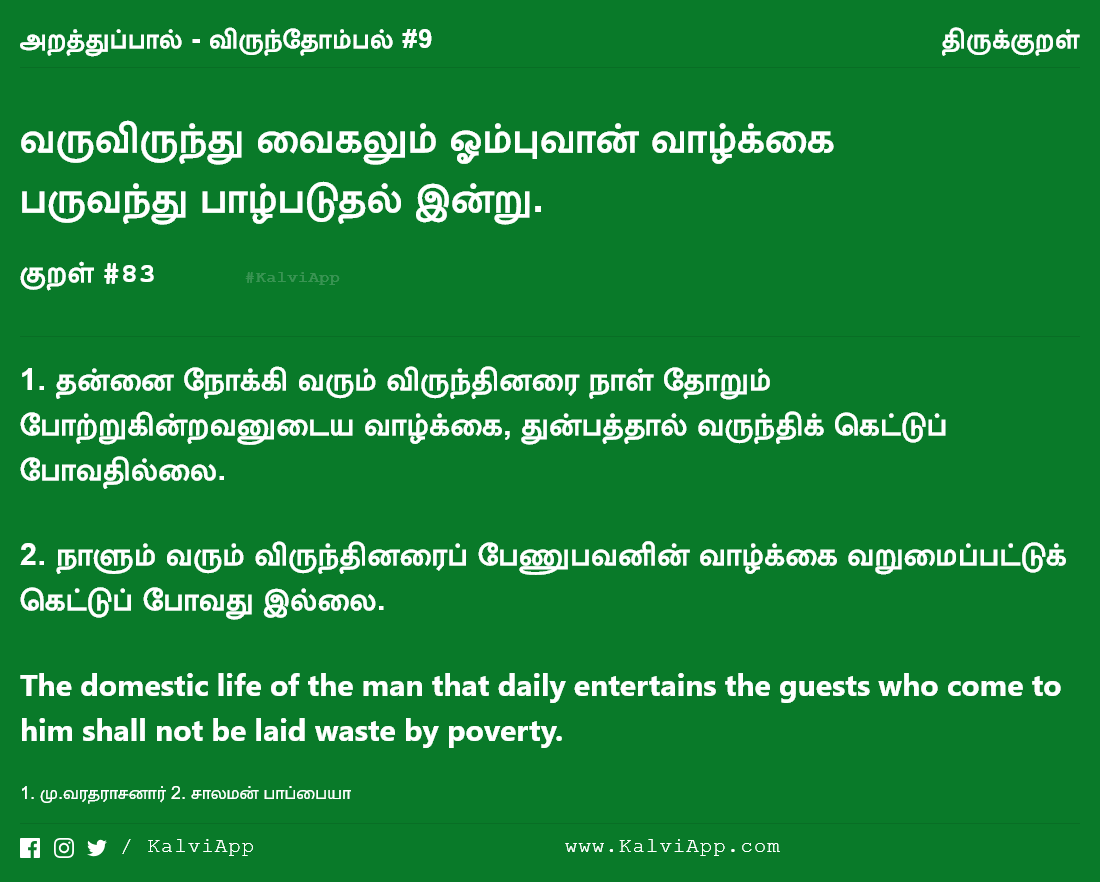 அறத்துப்பால் - விருந்தோம்பல் #9 திருக்குறள்
வருவிருந்து வைகலும் ஓம்புவான் வாழ்க்கை
பருவந்து பாழ்படுதல் இன்று.
குறள் #83 #KalviApp
1. தன்னை நோக்கி வரும் விருந்தினரை நாள் தோறும்
போற்றுகின்றவனுடைய வாழ்க்கை, துன்பத்தால் வருந்திக் கெட்டுப்
போவதில்லை.
2. நாளும் வரும் விருந்தினரைப் பேணுபவனின் வாழ்க்கை வறுமைப்பட்டுக்
கெட்டுப் போவது இல்லை.
The domestic life of the man that daily entertains the guests who come to
him shall not be laid waste by poverty.
1. மு.வரதராசனார் 2. சாலமன் பாப்பையா
/ KalviApp www.KalviApp.com